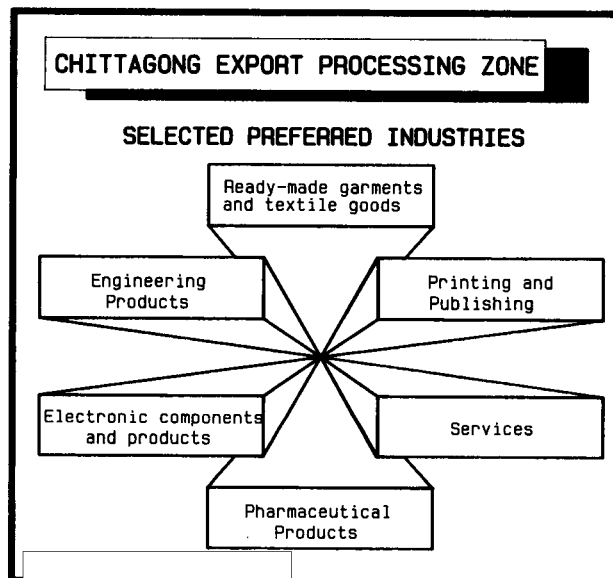 CHITTAGONG EXPORT PROCESSING ZONE
SELECTED PREFERRED INDUSTRIES
Ready-made garments
and textile goods
Engineering
Products
Printing and
Publishing
Electronic components
and products
Services
Pharmaceutical
Products